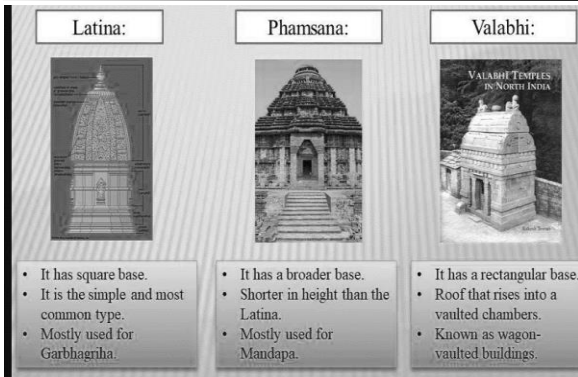 Latina:
Phamsana:
Valabhi:
VALABHI TEMPLES
IN NORTH INDIA
• It has square base.
• It is the simple and most
common type.
• Mostly used for
Garbhagriha.
• It has a broader base.
• Shorter in height than the
Latina.
• Mostly used for
Mandapa.
• It has a rectangular base.
• Roof that rises into a
vaulted chambers.
• Known as wagon-
vaulted buildings.